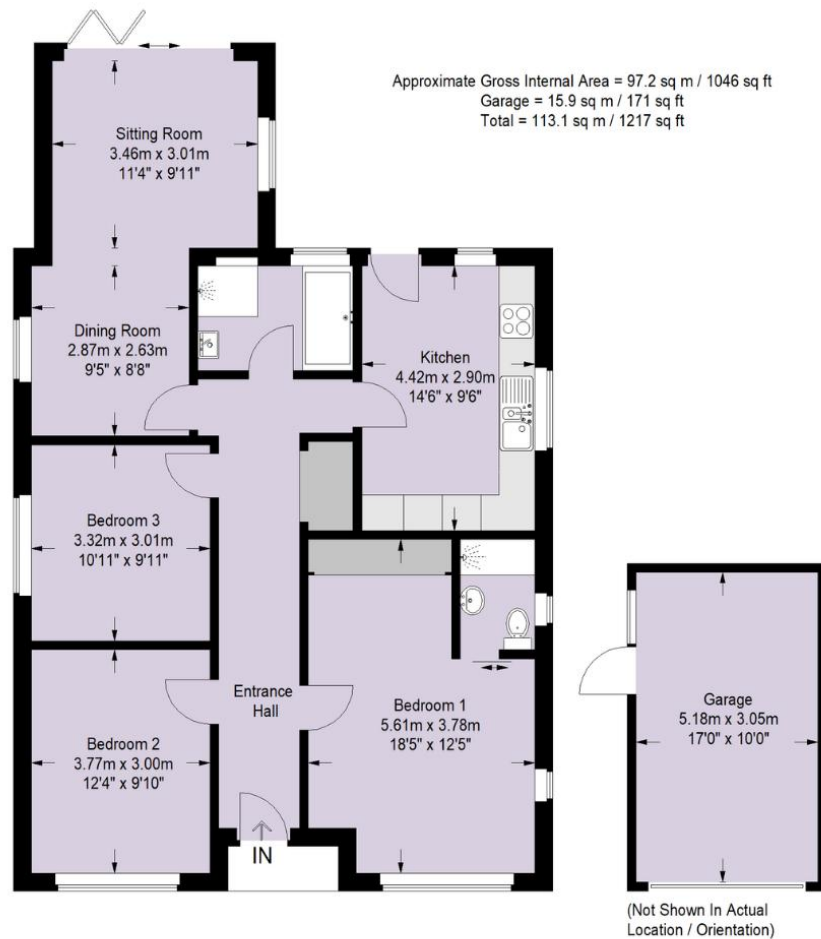 Approximate Gross Internal Area = 97.2 sq m / 1046 sq ft
Garage = 15.9 sq m / 171 sq ft
Total = 113.1 sq m / 1217 sq ft
Sitting Room
3.46m x 3.01m
11'4" x 9'11"
Dining Room
2.87m x 2.63m
9'5" x 8'8"
Kitchen
4.42m x 2.90m
14'6" x 9'6"
Bedroom 3
3.32m x 3.01m
10'11" x 9'11"
Entrance
Hall
Bedroom 1
5.61m x 3.78m
18'5" x 12'5"
Bedroom 2
3.77m x 3.00m
12'4" x 9'10"
IN
Garage
5.18m x 3.05m
17'0" x 10'0"
(Not Shown In Actual
Location / Orientation)